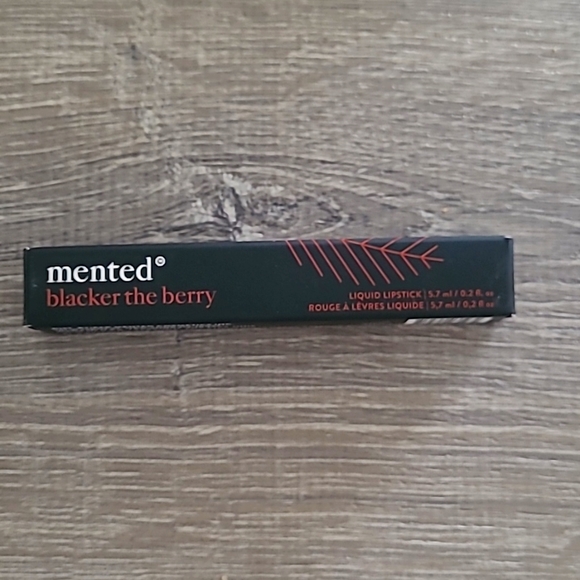 mented©
blacker the berry
LIQUID LIPSTICK | 5.7 ml / 0.2 fl. oz
ROUGE À LÈVRES LIQUIDE | 5,7 ml / 0,2 fl oz